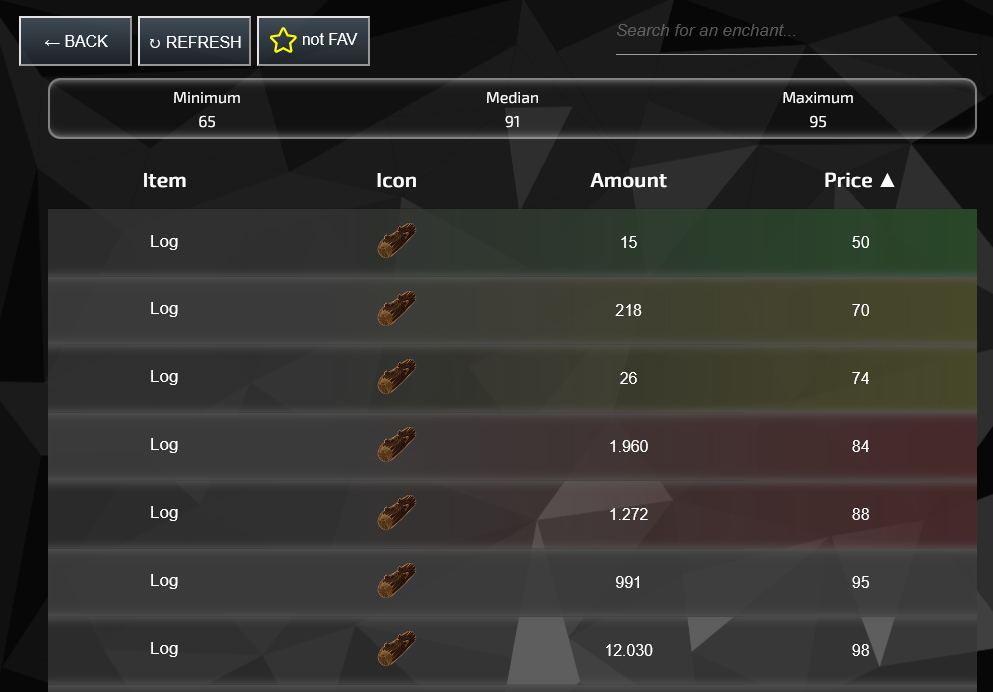 ← BACK ↻ REFRESH not FAV Search for an enchant...
Minimum Median Maximum
65 91 95
Item Icon Amount Price ▲
Log 15 50
Log 218 70
Log 26 74
Log 1.960 84
Log 1.272 88
Log 991 95
Log 12.030 98